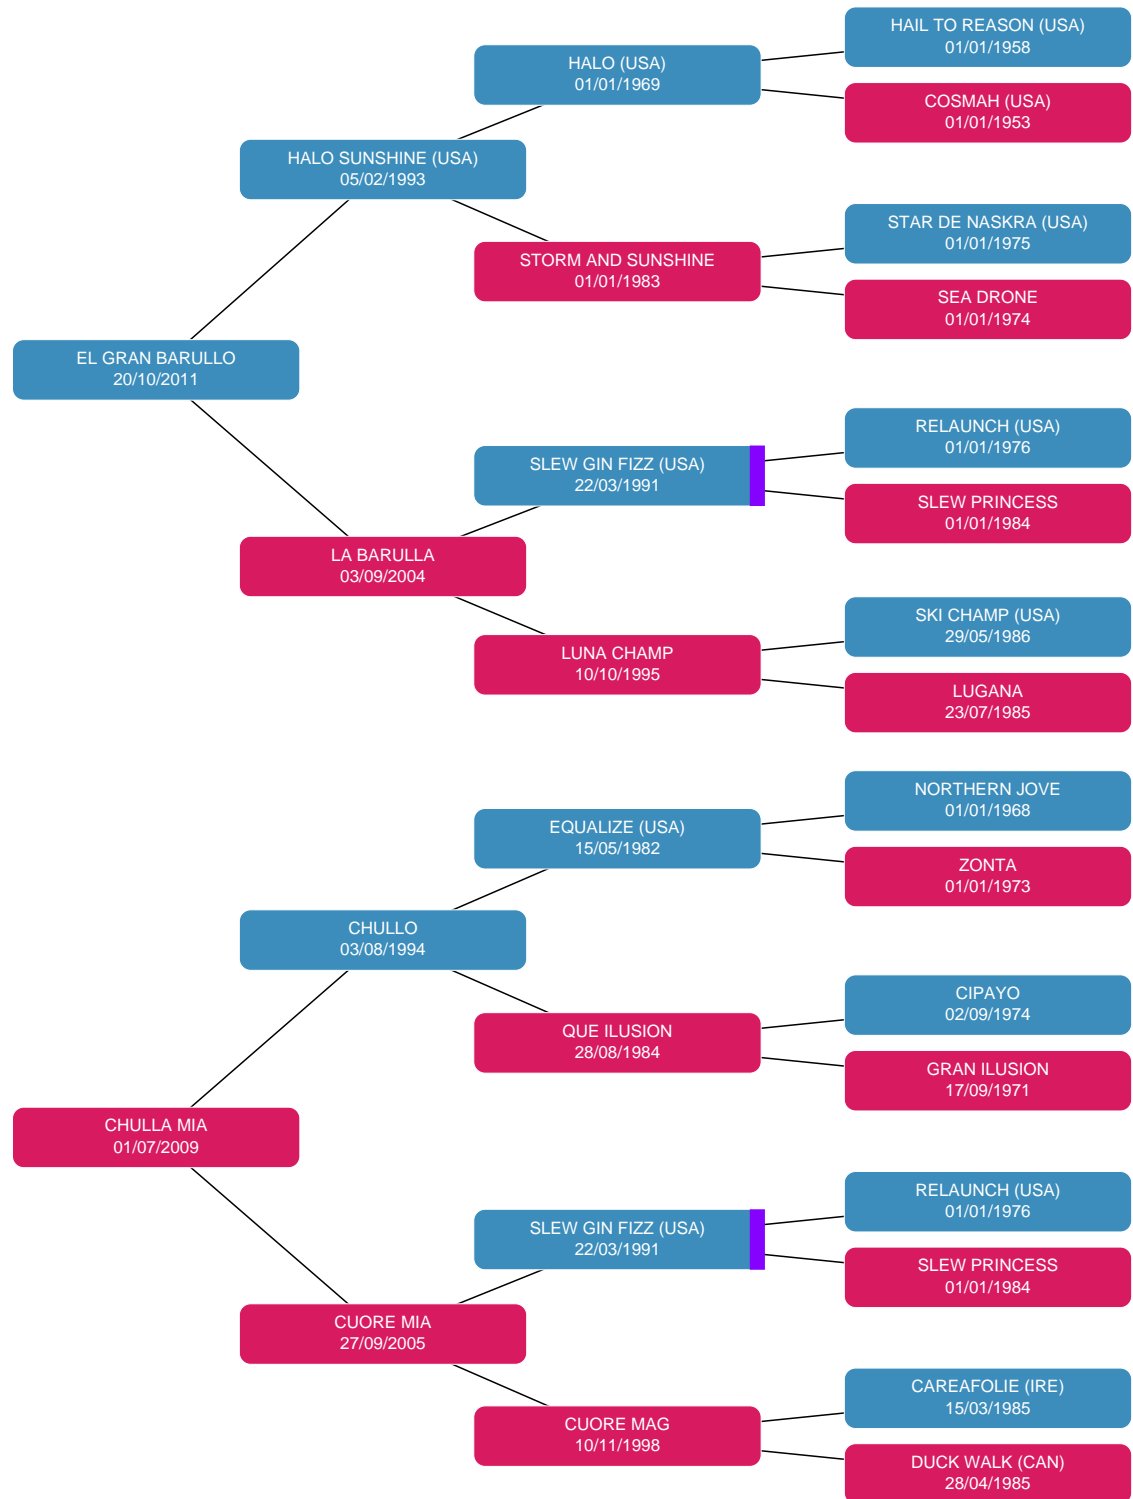 HAIL TO REASON (USA)
01/01/1958
HALO (USA)
01/01/1969
COSMAH (USA)
01/01/1953
HALO SUNSHINE (USA)
05/02/1993
STAR DE NASKRA (USA)
01/01/1975
STORM AND SUNSHINE
01/01/1983
SEA DRONE
01/01/1974
EL GRAN BARULLO
20/10/2011
RELAUNCH (USA)
01/01/1976
SLEW GIN FIZZ (USA)
22/03/1991
SLEW PRINCESS
01/01/1984
LA BARULLA
03/09/2004
SKI CHAMP (USA)
29/05/1986
LUNA CHAMP
10/10/1995
LUGANA
23/07/1985
NORTHERN JOVE
01/01/1968
EQUALIZE (USA)
15/05/1982
ZONTA
01/01/1973
CHULLO
03/08/1994
CIPAYO
02/09/1974
QUE ILUSION
28/08/1984
GRAN ILUSION
17/09/1971
CHULLA MIA
01/07/2009
RELAUNCH (USA)
01/01/1976
SLEW GIN FIZZ (USA)
22/03/1991
SLEW PRINCESS
01/01/1984
CUORE MIA
27/09/2005
CAREAFOLIE (IRE)
15/03/1985
CUORE MAG
10/11/1998
DUCK WALK (CAN)
28/04/1985